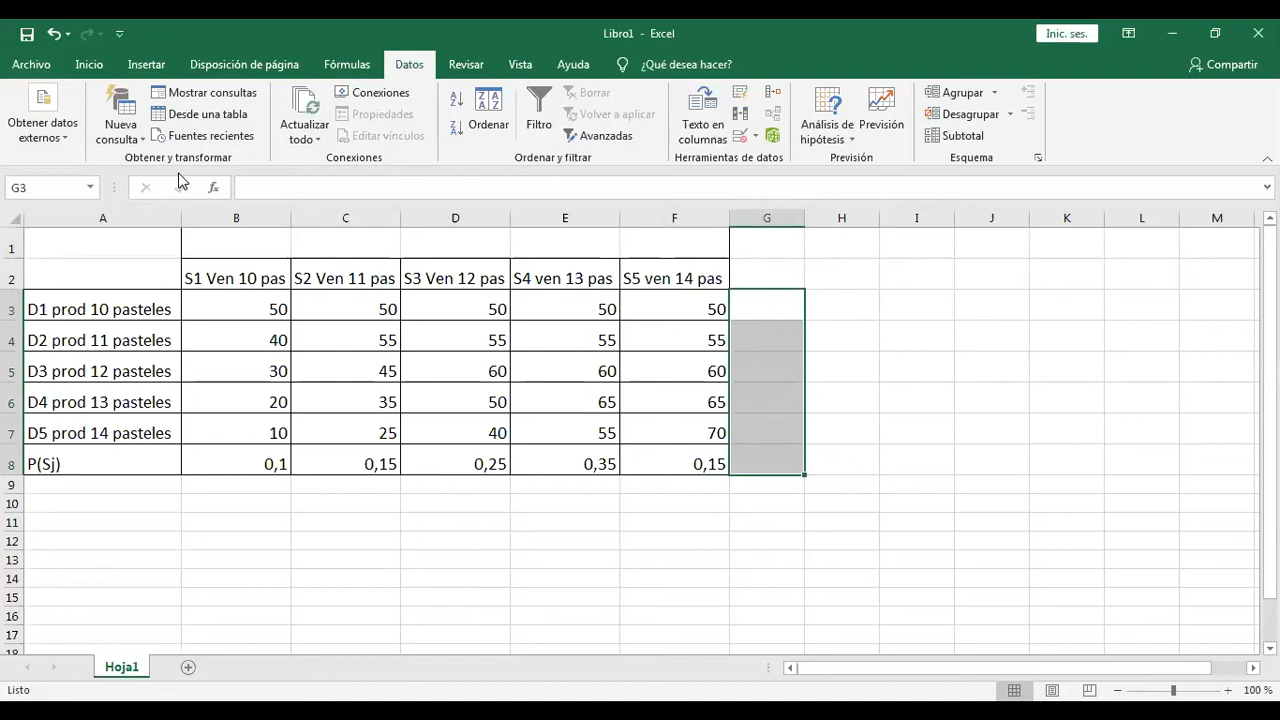 Libro1 - Excel
Inic. ses.
Archivo Inicio Insertar Disposición de página Fórmulas Datos Revisar Vista Ayuda ¿Qué desea hacer? Compartir
Obtener datos externos
Nueva consulta
Mostrar consultas
Desde una tabla
Fuentes recientes
Obtener y transformar
Actualizar todo
Conexiones
Propiedades
Editar vínculos
Conexiones
Ordenar
Filtro
Borrar
Volver a aplicar
Avanzadas
Ordenar y filtrar
Texto en columnas
Herramientas de datos
Análisis de hipótesis
Previsión
Previsión
Agrupar
Desagrupar
Subtotal
Esquema
G3 fx
A B C D E F G H I J K L M
1
2 S1 Ven 10 pas S2 Ven 11 pas S3 Ven 12 pas S4 ven 13 pas S5 ven 14 pas
3 D1 prod 10 pasteles 50 50 50 50 50
4 D2 prod 11 pasteles 40 55 55 55 55
5 D3 prod 12 pasteles 30 45 60 60 60
6 D4 prod 13 pasteles 20 35 50 65 65
7 D5 prod 14 pasteles 10 25 40 55 70
8 P(Sj) 0,1 0,15 0,25 0,35 0,15
9
10
11
12
13
14
15
16
17
18
Hoja1
Listo 100 %